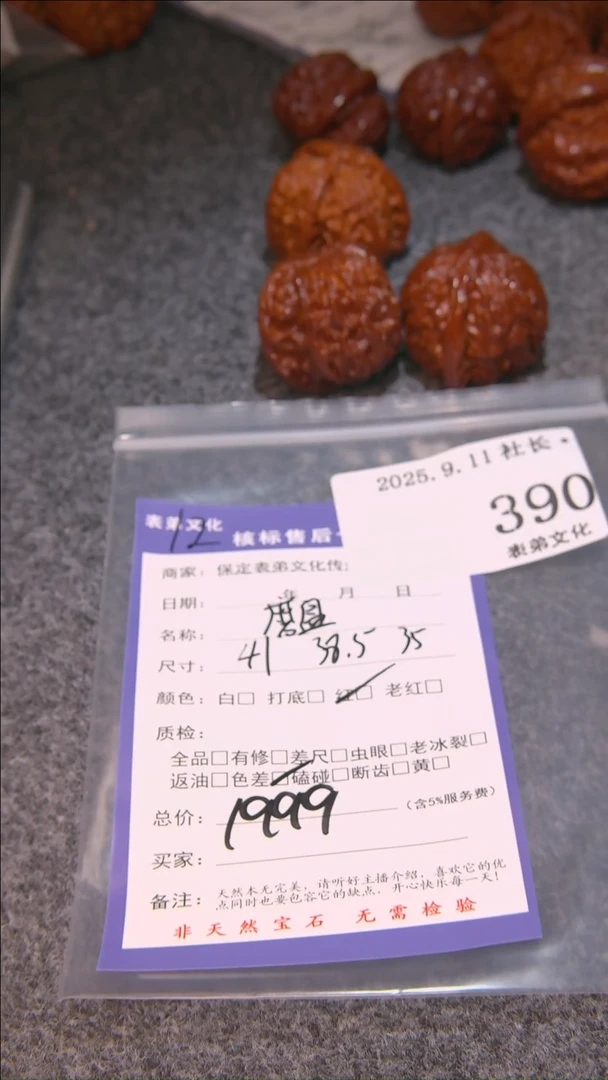 2025.9.11 社长·
390
表弟文化
表弟文化
12 核标售后
商家：保定表弟文化传
日期： 年 月 日
名称： 磨盘
尺寸： 41 38.5 35
颜色：白□ 打底□ 红□ 老红□
质检：
全品□有修□差尺□虫眼□老冰裂□
返油□色差□磕碰□断齿□黄□
总价： 1999 （含5%服务费）
买家：
备注：天然本无完美，请听好主播介绍，喜欢它的优
点同时也要包容它的缺点，开心快乐每一天！
非天然宝石 无需检验